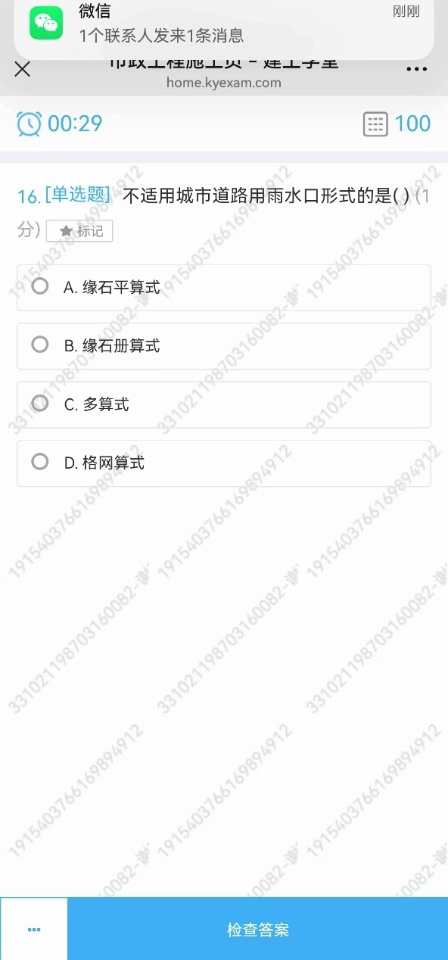 微信
刚刚
1个联系人发来1条消息
市政工程施工员 - 建工学堂
home.kyexam.com
00:29
100
16. [单选题] 不适用城市道路用雨水口形式的是( ) (1
分) 标记
A. 缘石平算式
B. 缘石册算式
C. 多算式
D. 格网算式
1915403766169894912
331021198703160082-谢
检查答案